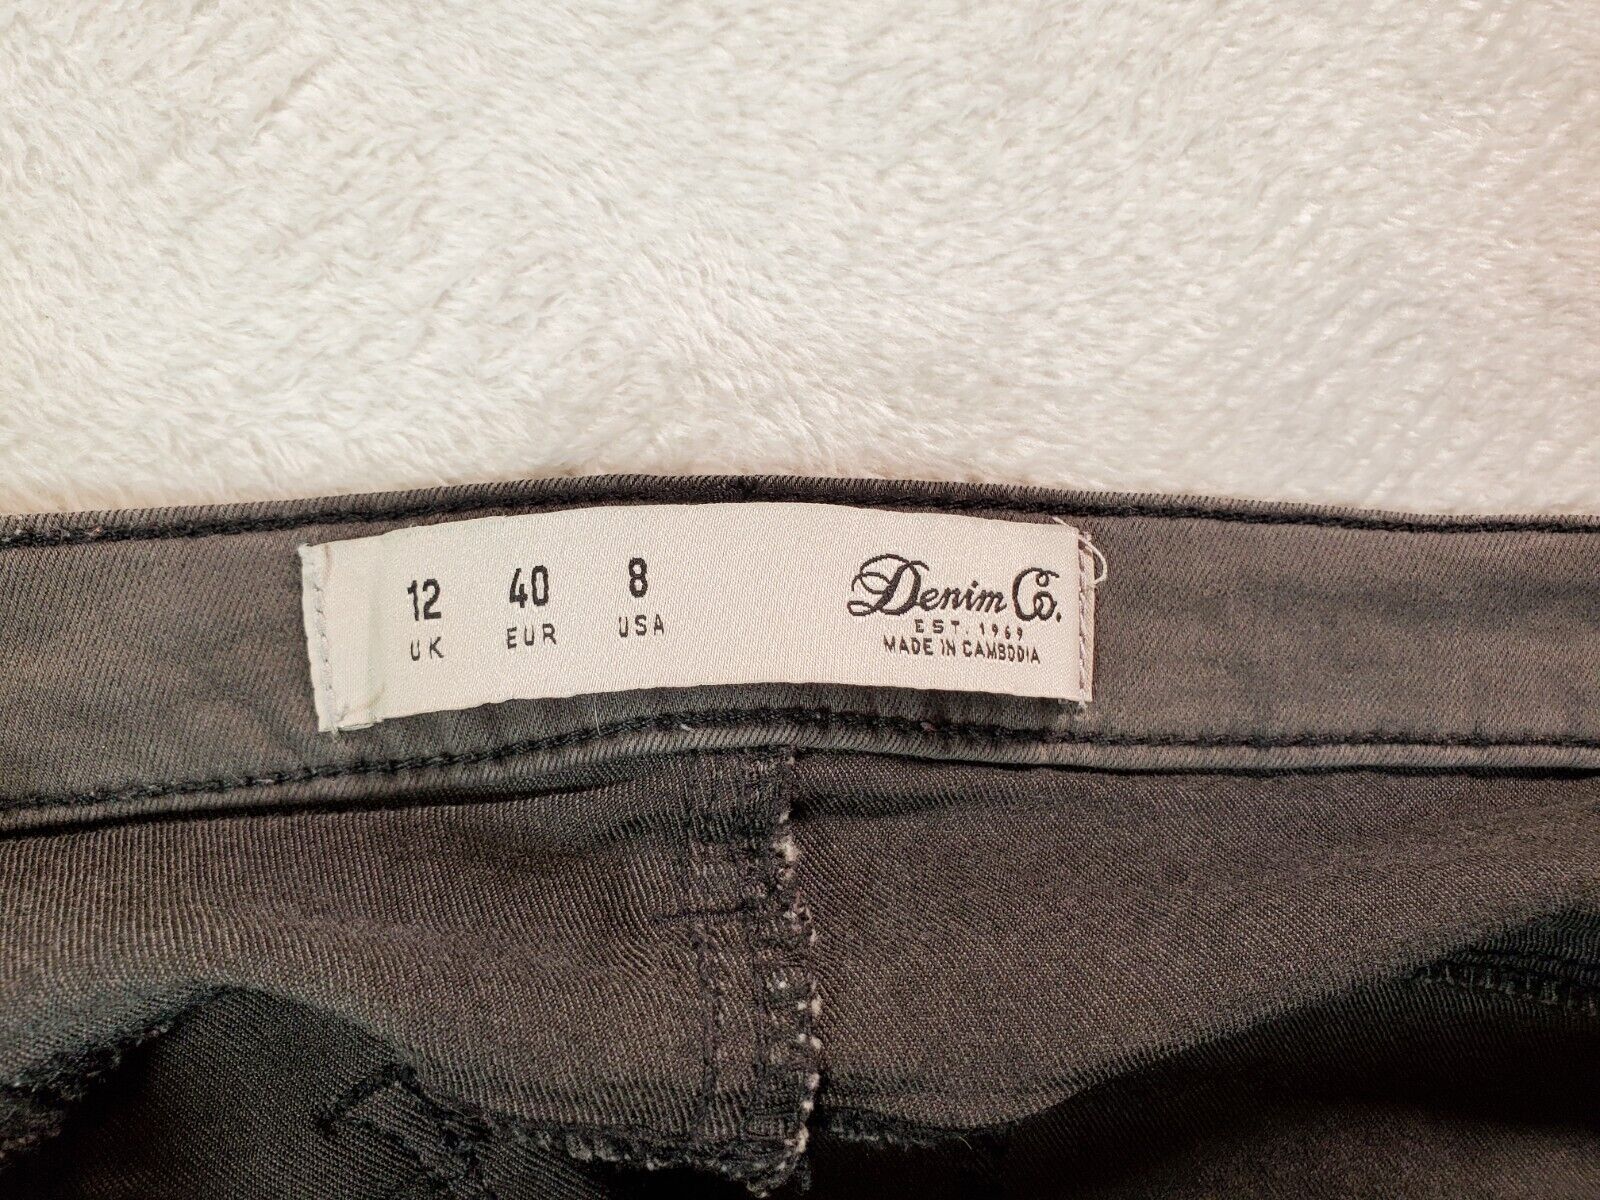 12 40 8
UK EUR USA
Denim Co.
EST. 1969
MADE IN CAMBODIA